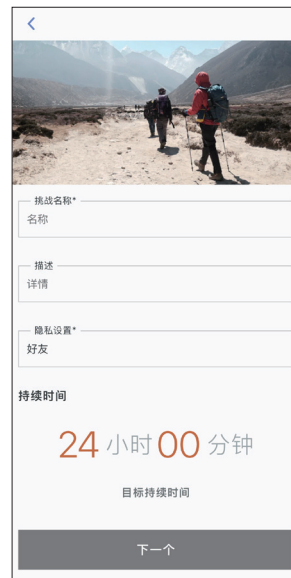 挑战名称*
名称
描述
详情
隐私设置*
好友
持续时间
24 小时 00 分钟
目标持续时间
下一个